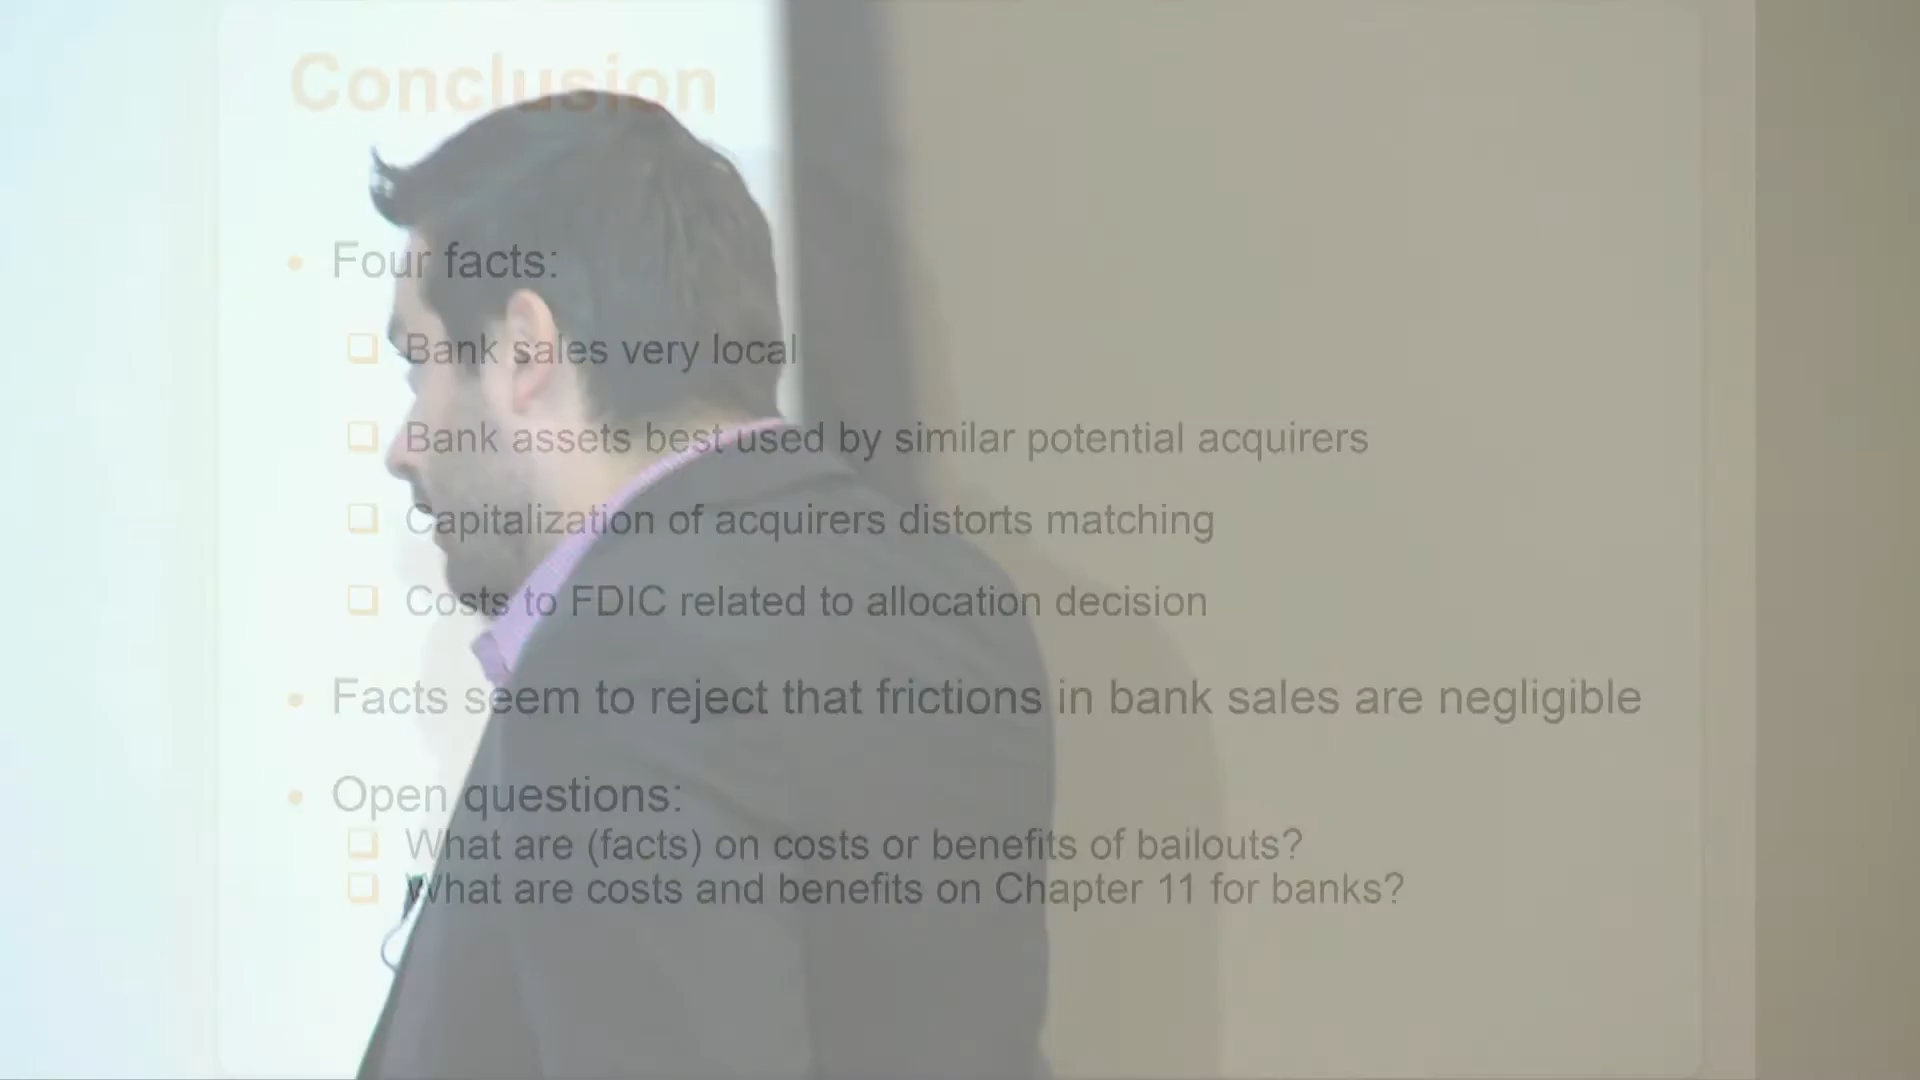 Conclusion
Four facts:
Bank sales very local
Bank assets best used by similar potential acquirers
Capitalization of acquirers distorts matching
Costs to FDIC related to allocation decision
Facts seem to reject that frictions in bank sales are negligible
Open questions:
What are (facts) on costs or benefits of bailouts?
What are costs and benefits on Chapter 11 for banks?